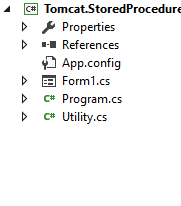 C# Tomcat.StoredProcedure
Properties
References
App.config
Form1.cs
C# Program.cs
C# Utility.cs